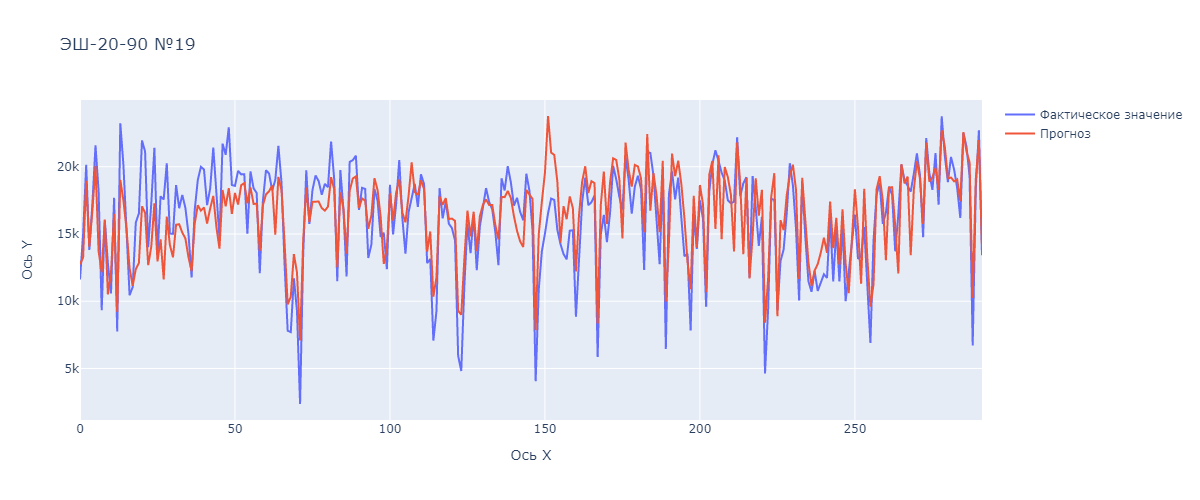 ЭШ-20-90 №19
Фактическое значение
Прогноз
20k
15k
10k
5k
Ось Y
0
50
100
150
200
250
Ось X